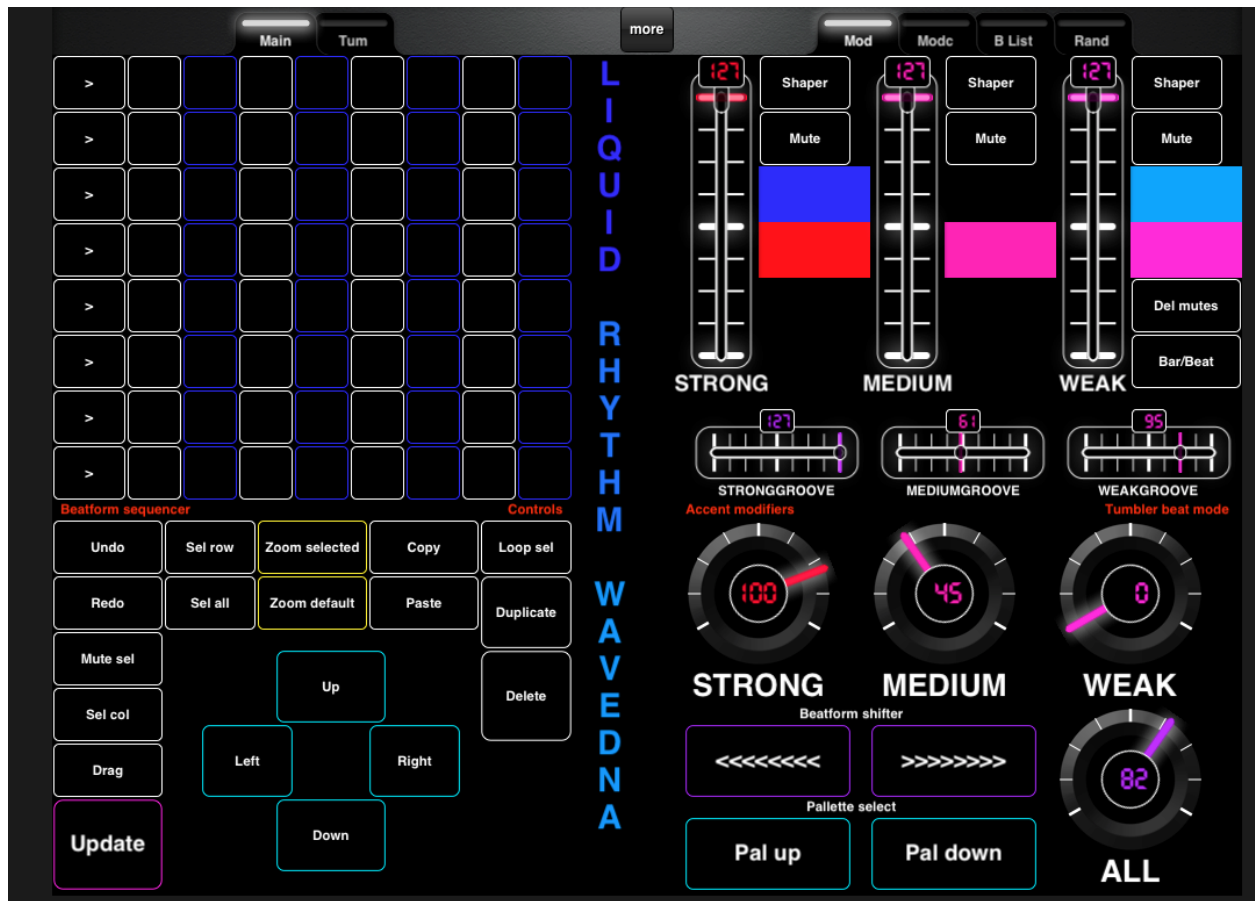 more
Main Tum
Mod Modc B List Rand
>
>
>
>
>
>
>
>
LIQUID RHYTHM WAVEDNA
127 127 127
Shaper Shaper Shaper
Mute Mute Mute
Del mutes
Bar/Beat
STRONG MEDIUM WEAK
127 61 95
STRONGGROOVE MEDIUMGROOVE WEAKGROOVE
Beatform sequencer Controls
Accent modifiers Tumbler beat mode
Undo Sel row Zoom selected Copy Loop sel
Redo Sel all Zoom default Paste Duplicate
Mute sel
Sel col
Drag
Update
Up
Left Right
Down
Delete
100 45 0
STRONG MEDIUM WEAK
Beatform shifter
<<<<<<<< >>>>>>>>
Pallette select
Pal up Pal down
82
ALL